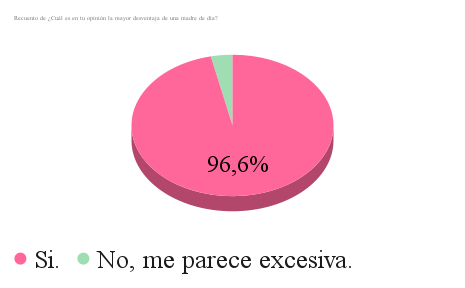 Recuento de ¿Cuál es en tu opinión la mayor desventaja de una madre de dia?
96,6%
Si.
No, me parece excesiva.